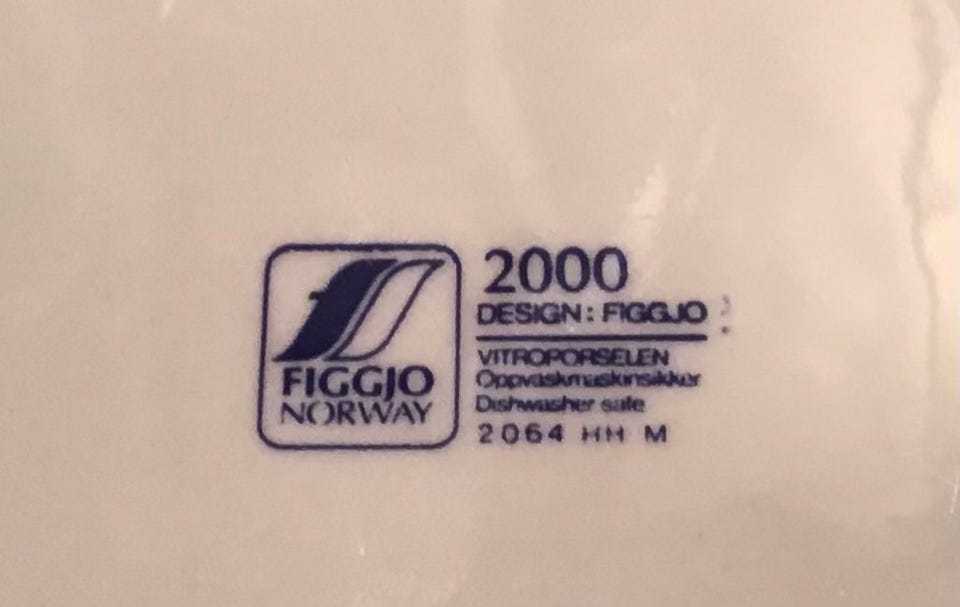 FIGGJO
NORWAY
2000
DESIGN: FIGGJO
VITROPORSELEN
Oppvaskmaskinsikker
Dishwasher safe
2064 HH M